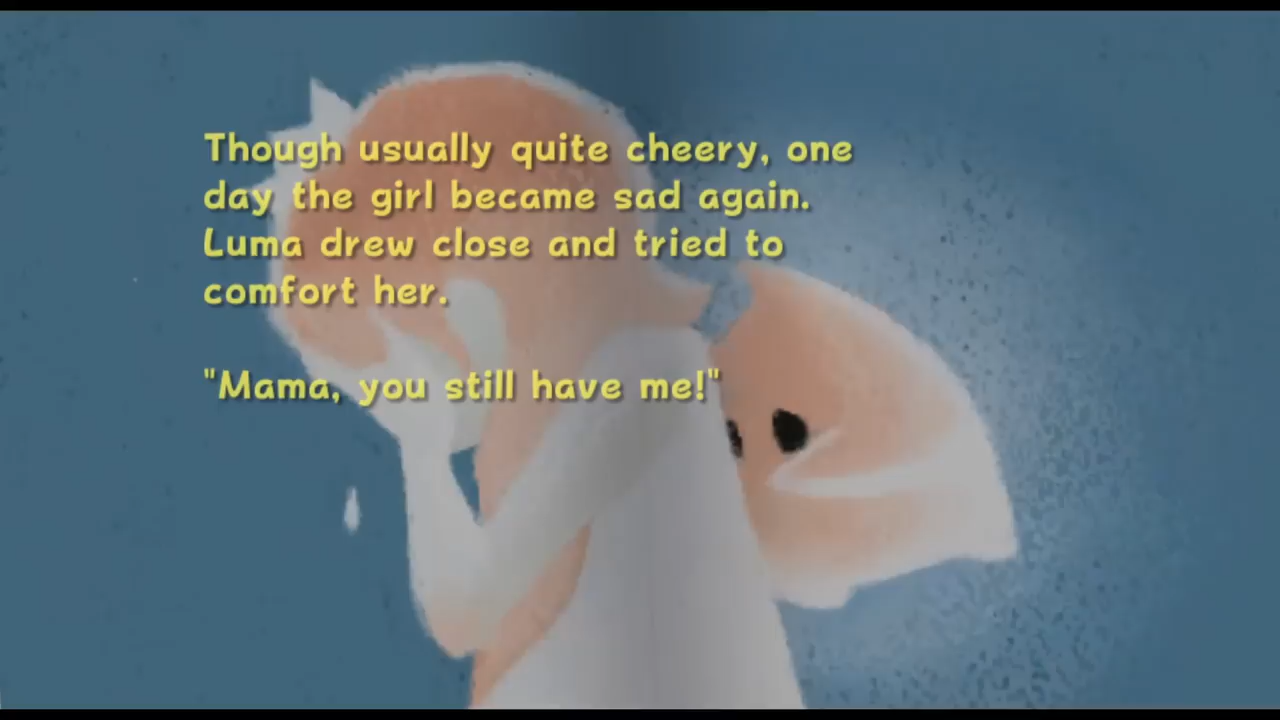 Though usually quite cheery, one
day the girl became sad again.
Luma drew close and tried to
comfort her.
"Mama, you still have me!"